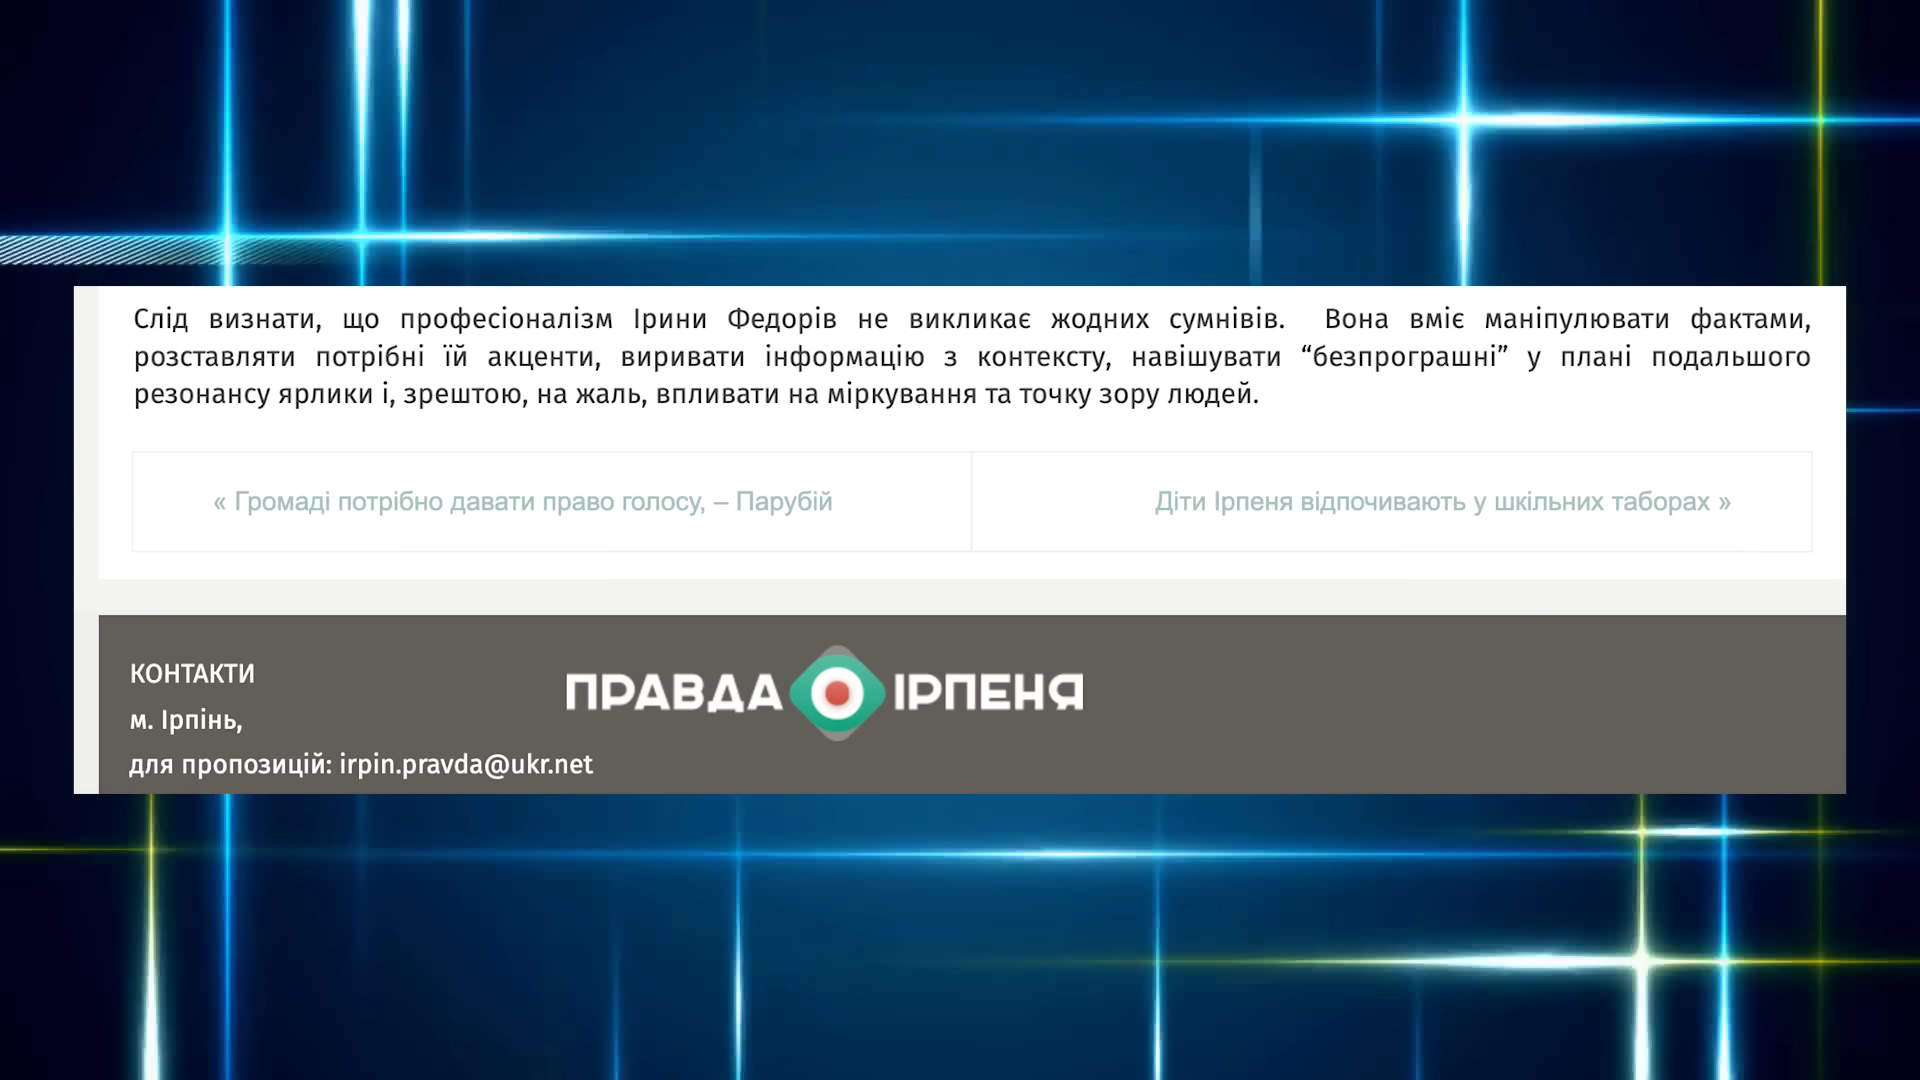 Слід визнати, що професіоналізм Ірини Федорів не викликає жодних сумнівів. Вона вміє маніпулювати фактами,
розставляти потрібні їй акценти, виривати інформацію з контексту, навішувати “безпрограшні” у плані подальшого
резонансу ярлики і, зрештою, на жаль, впливати на міркування та точку зору людей.
« Громаді потрібно давати право голосу, – Парубій
Діти Ірпеня відпочивають у шкільних таборах »
КОНТАКТИ
м. Ірпінь,
для пропозицій: irpin.pravda@ukr.net
ПРАВДА ІРПЕНЯ